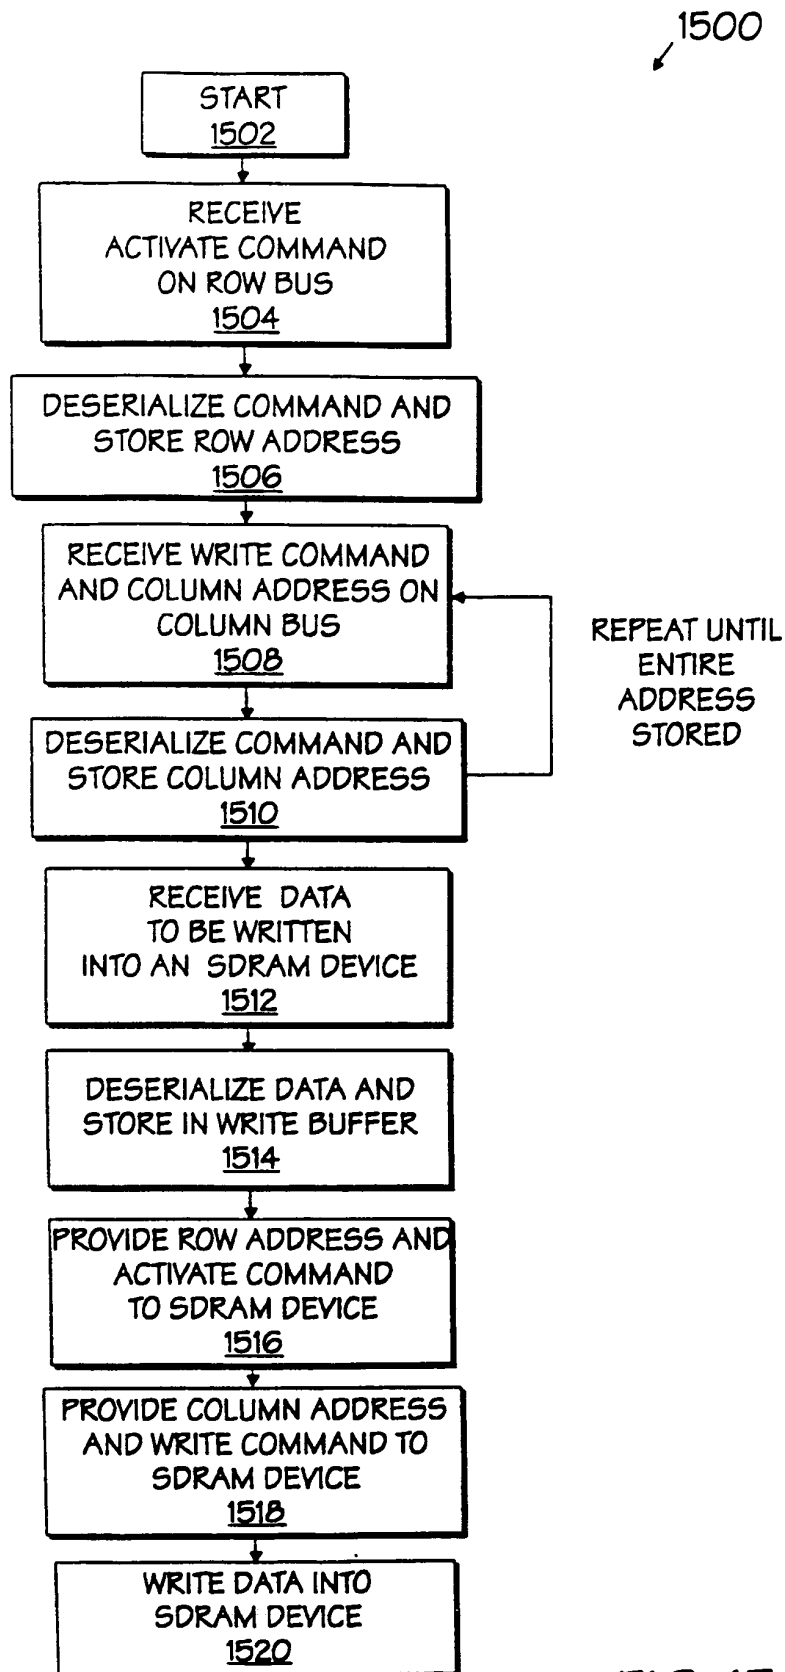 1500
START
1502
RECEIVE
ACTIVATE COMMAND
ON ROW BUS
1504
DESERIALIZE COMMAND AND
STORE ROW ADDRESS
1506
RECEIVE WRITE COMMAND
AND COLUMN ADDRESS ON
COLUMN BUS
1508
REPEAT UNTIL
ENTIRE
ADDRESS
STORED
DESERIALIZE COMMAND AND
STORE COLUMN ADDRESS
1510
RECEIVE DATA
TO BE WRITTEN
INTO AN SDRAM DEVICE
1512
DESERIALIZE DATA AND
STORE IN WRITE BUFFER
1514
PROVIDE ROW ADDRESS AND
ACTIVATE COMMAND
TO SDRAM DEVICE
1516
PROVIDE COLUMN ADDRESS
AND WRITE COMMAND TO
SDRAM DEVICE
1518
WRITE DATA INTO
SDRAM DEVICE
1520